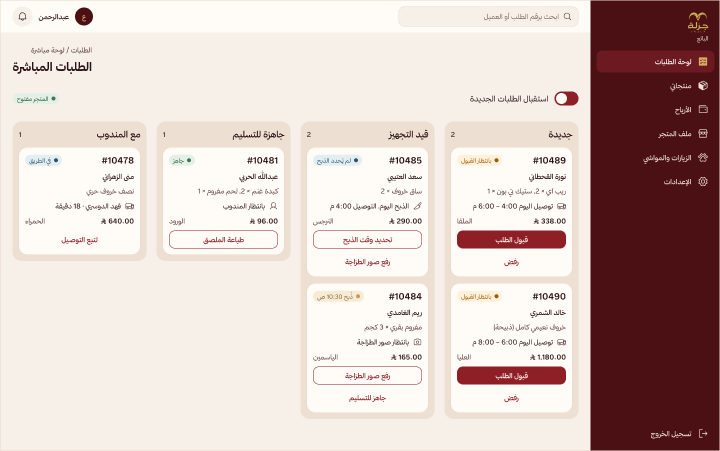 جزلة
البائع
لوحة الطلبات
منتجاتي
الأرباح
ملف المتجر
الزيارات والمواشي
الإعدادات
تسجيل الخروج
ابحث برقم الطلب أو العميل
عبدالرحمن
ع
الطلبات / لوحة مباشرة
الطلبات المباشرة
استقبال الطلبات الجديدة
المتجر مفتوح
جديدة 2
#10489 بانتظار القبول
نورة القحطاني
ريب آي × 2، ستيك تي بون × 1
توصيل اليوم 4:00 – 6:00 م
338.00 الملقا
قبول الطلب
رفض
#10490 بانتظار القبول
خالد الشمري
خروف نعيمي كامل (ذبيحة)
توصيل اليوم 6:00 – 8:00 م
1,180.00 العليا
قبول الطلب
رفض
قيد التجهيز 2
#10485 لم يُحدد الذبح
سعد العتيبي
ساق خروف × 2
الذبح اليوم، التوصيل 4:00 م
290.00 النرجس
تحديد وقت الذبح
رفع صور الطزاجة
#10484 ذُبح 10:30 ص
ريم الغامدي
مفروم بقري × 3 كجم
بانتظار صور الطزاجة
165.00 الياسمين
رفع صور الطزاجة
جاهز للتسليم
جاهزة للتسليم 1
#10481 جاهز
عبدالله الحربي
كبدة غنم × 2، لحم مفروم × 1
بانتظار المندوب
96.00 الورود
طباعة الملصق
مع المندوب 1
#10478 في الطريق
منى الزهراني
نصف خروف حري
فهد الدوسري · 18 دقيقة
640.00 الحمراء
تتبع التوصيل